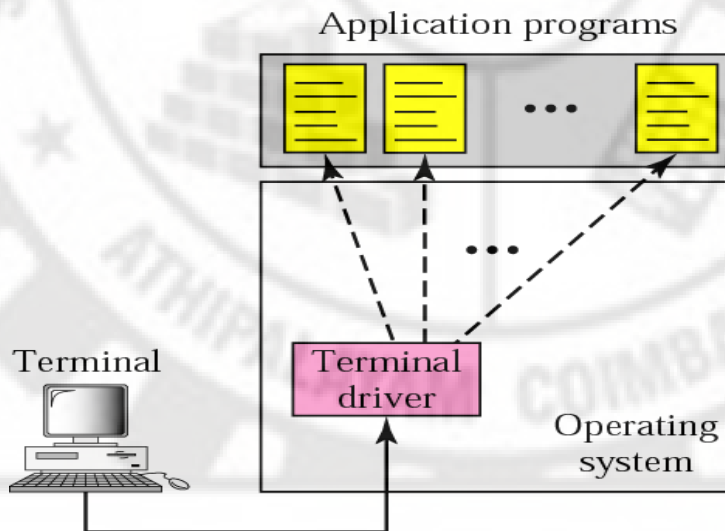 Application programs
Terminal
Terminal
driver
Operating
system